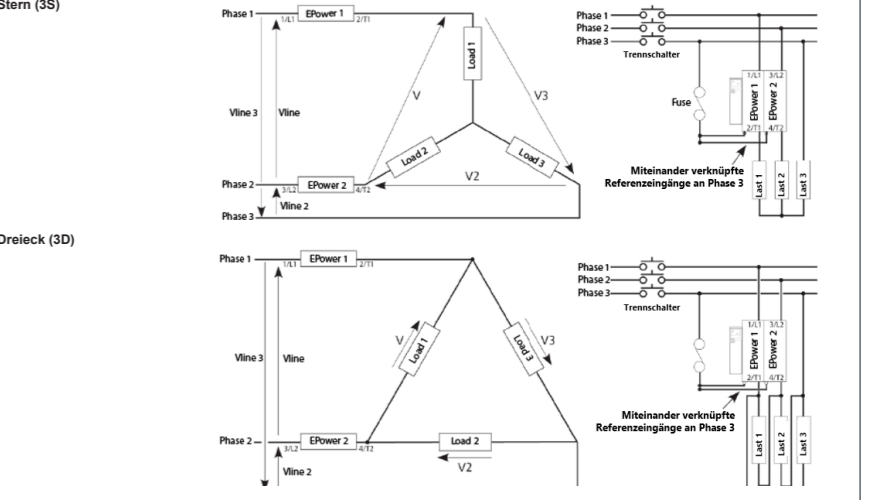 Stern (3S)
Phase 1
1/L1
EPower 1
2/T1
Load 1
Vline 3
Vline
V
V3
Load 2
Load 3
V2
Phase 2
3/L2
EPower 2
4/T2
Vline 2
Phase 3
Phase 1
Phase 2
Phase 3
Trennschalter
1/L1
3/L2
Fuse
EPower 1
EPower 2
2/T1
4/T2
Miteinander verknüpfte
Referenzeingänge an Phase 3
Last 1
Last 2
Last 3
Dreieck (3D)
Phase 1
1/L1
EPower 1
2/T1
Vline 3
Vline
V
Load 1
Load 3
V3
Phase 2
3/L2
EPower 2
4/T2
Load 2
V2
Vline 2
Phase 1
Phase 2
Phase 3
Trennschalter
1/L1
3/L2
EPower 1
EPower 2
2/T1
4/T2
Miteinander verknüpfte
Referenzeingänge an Phase 3
Last 1
Last 2
Last 3